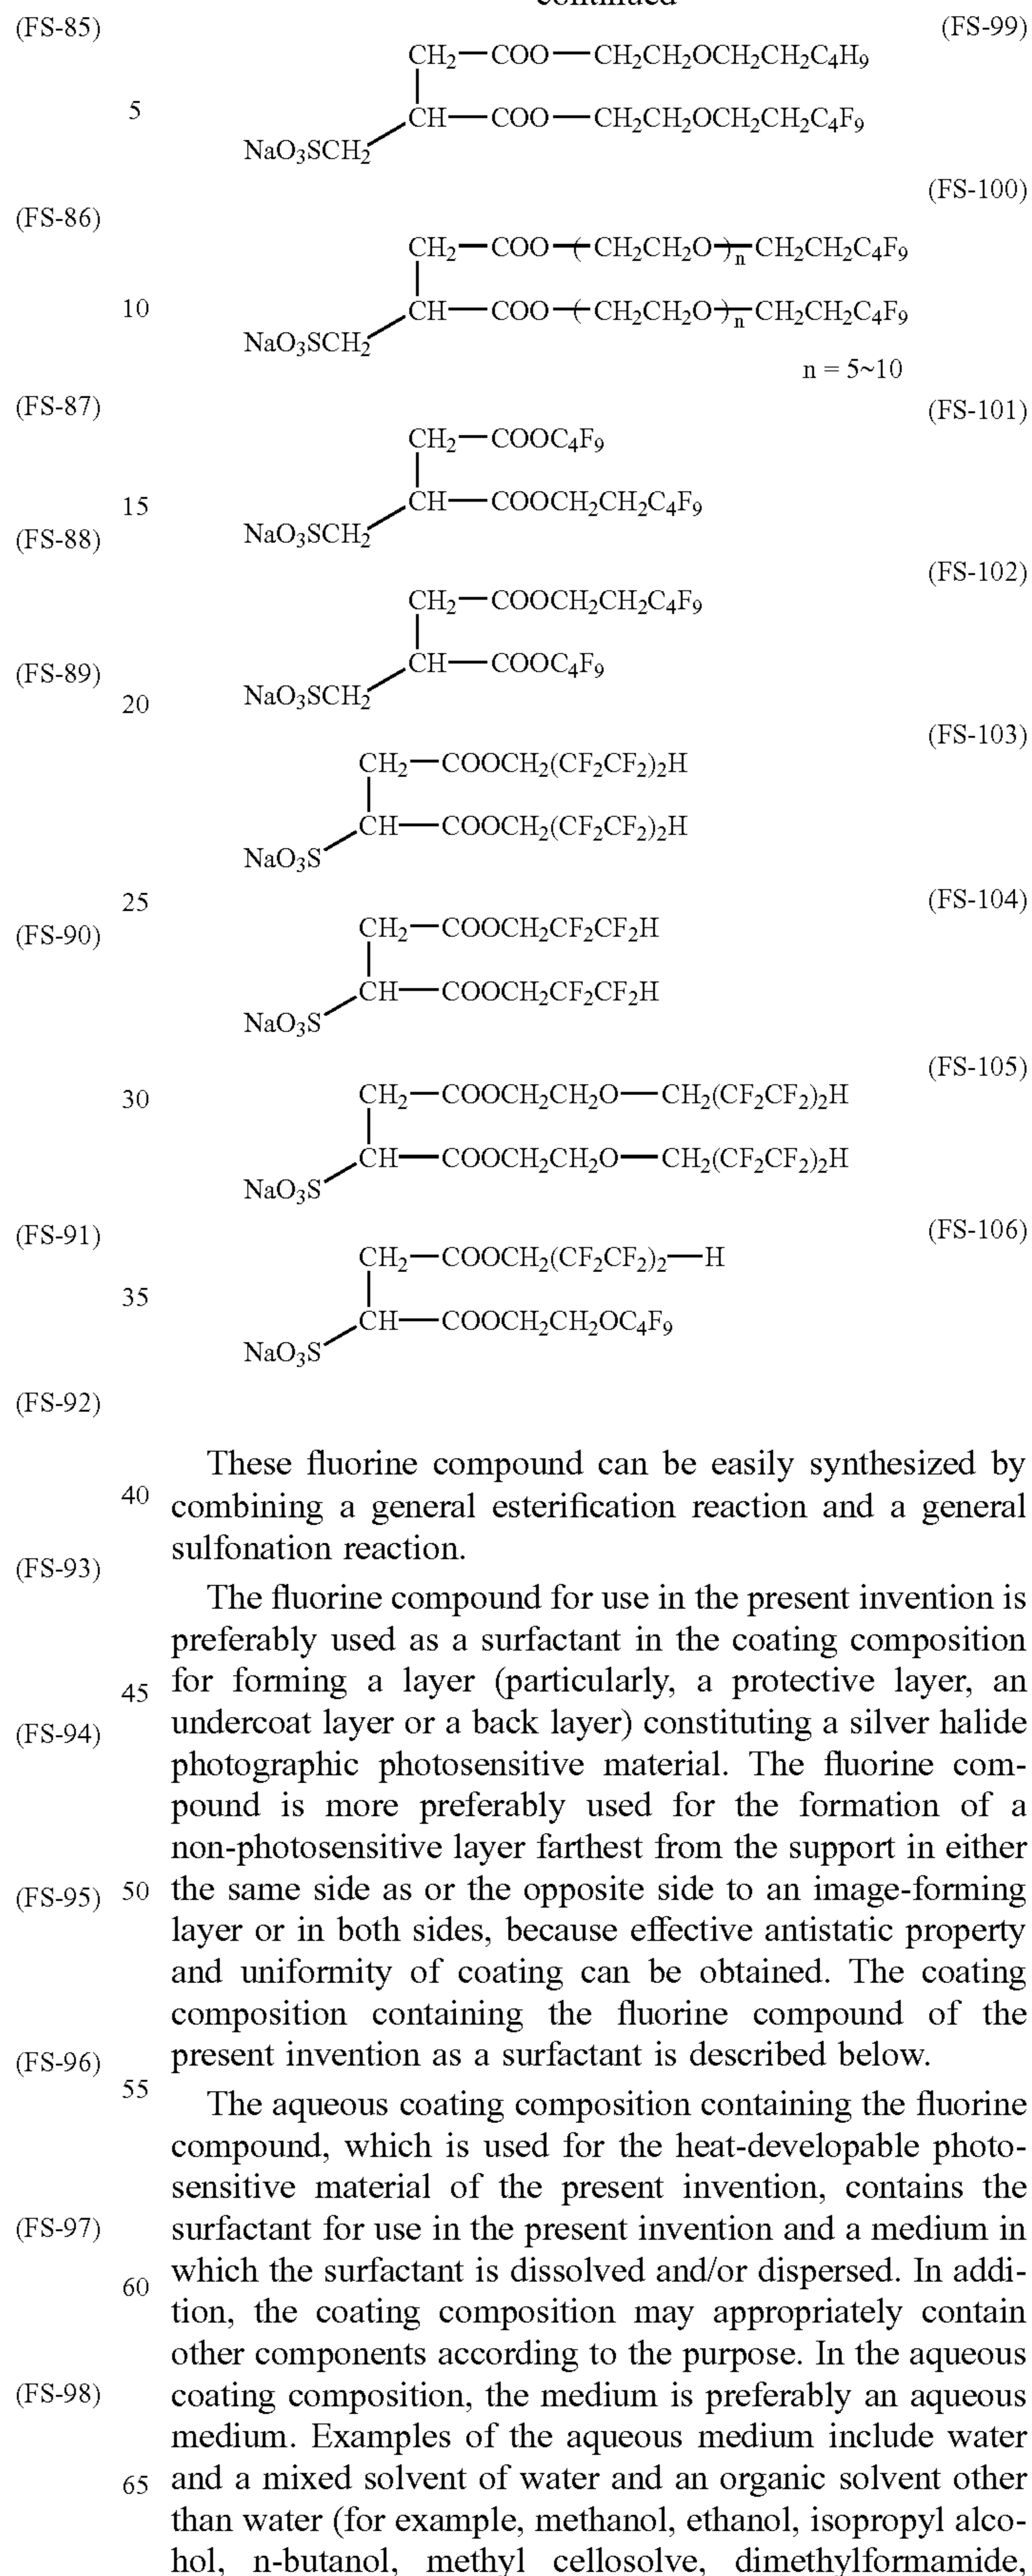 continued
(FS-85)
(FS-99)
CH2—COO—CH2CH2OCH2CH2C4H9
5
CH—COO—CH2CH2OCH2CH2C4F9
NaO3SCH2
(FS-100)
(FS-86)
CH2—COO—(CH2CH2O)n—CH2CH2C4F9
10
CH—COO—(CH2CH2O)n—CH2CH2C4F9
NaO3SCH2
n = 5~10
(FS-87)
(FS-101)
CH2—COOC4F9
15
CH—COOCH2CH2C4F9
NaO3SCH2
(FS-88)
(FS-102)
CH2—COOCH2CH2C4F9
CH—COOC4F9
(FS-89)
NaO3SCH2
20
(FS-103)
CH2—COOCH2(CF2CF2)2H
CH—COOCH2(CF2CF2)2H
NaO3S
25
(FS-104)
CH2—COOCH2CF2CF2H
(FS-90)
CH—COOCH2CF2CF2H
NaO3S
(FS-105)
30
CH2—COOCH2CH2O—CH2(CF2CF2)2H
CH—COOCH2CH2O—CH2(CF2CF2)2H
NaO3S
(FS-91)
(FS-106)
CH2—COOCH2(CF2CF2)2—H
35
CH—COOCH2CH2OC4F9
NaO3S
(FS-92)
These fluorine compound can be easily synthesized by
40
combining a general esterification reaction and a general
sulfonation reaction.
(FS-93)
The fluorine compound for use in the present invention is
preferably used as a surfactant in the coating composition
45
for forming a layer (particularly, a protective layer, an
(FS-94)
undercoat layer or a back layer) constituting a silver halide
photographic photosensitive material. The fluorine com-
pound is more preferably used for the formation of a
non-photosensitive layer farthest from the support in either
(FS-95)
50
the same side as or the opposite side to an image-forming
layer or in both sides, because effective antistatic property
and uniformity of coating can be obtained. The coating
composition containing the fluorine compound of the
(FS-96)
present invention as a surfactant is described below.
55
The aqueous coating composition containing the fluorine
compound, which is used for the heat-developable photo-
sensitive material of the present invention, contains the
(FS-97)
surfactant for use in the present invention and a medium in
60
which the surfactant is dissolved and/or dispersed. In addi-
tion, the coating composition may appropriately contain
other components according to the purpose. In the aqueous
(FS-98)
coating composition, the medium is preferably an aqueous
medium. Examples of the aqueous medium include water
65
and a mixed solvent of water and an organic solvent other
than water (for example, methanol, ethanol, isopropyl alco-
hol, n-butanol, methyl cellosolve, dimethylformamide,